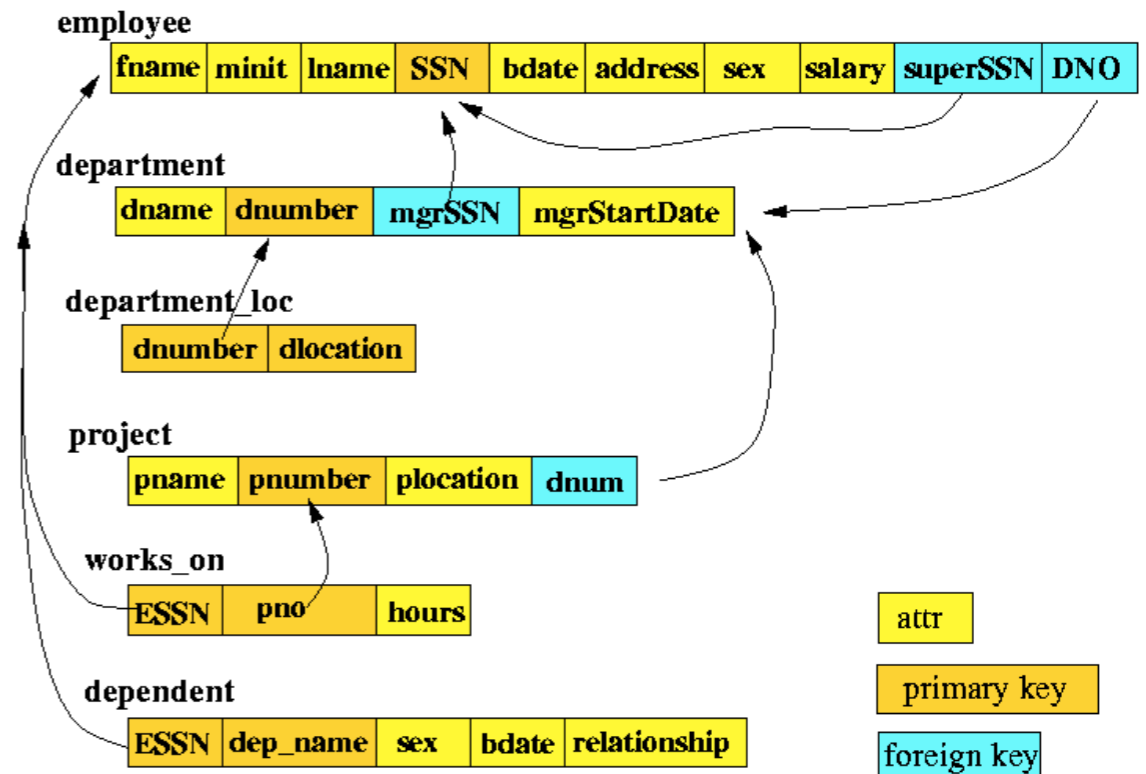 employee
fname minit lname SSN bdate address sex salary superSSN DNO
department
dname dnumber mgrSSN mgrStartDate
department_loc
dnumber dlocation
project
pname pnumber plocation dnum
works_on
ESSN pno hours
attr
primary key
dependent
ESSN dep_name sex bdate relationship
foreign key